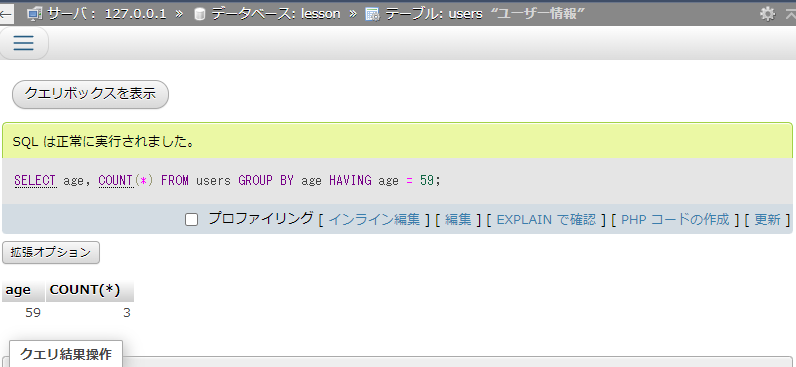 サーバ: 127.0.0.1 » データベース: lesson » テーブル: users "ユーザー情報"
クエリボックスを表示
SQL は正常に実行されました。
SELECT age, COUNT(*) FROM users GROUP BY age HAVING age = 59;
プロファイリング [ インライン編集 ] [ 編集 ] [ EXPLAIN で確認 ] [ PHP コードの作成 ] [ 更新 ]
拡張オプション
age COUNT(*)
59 3
クエリ結果操作